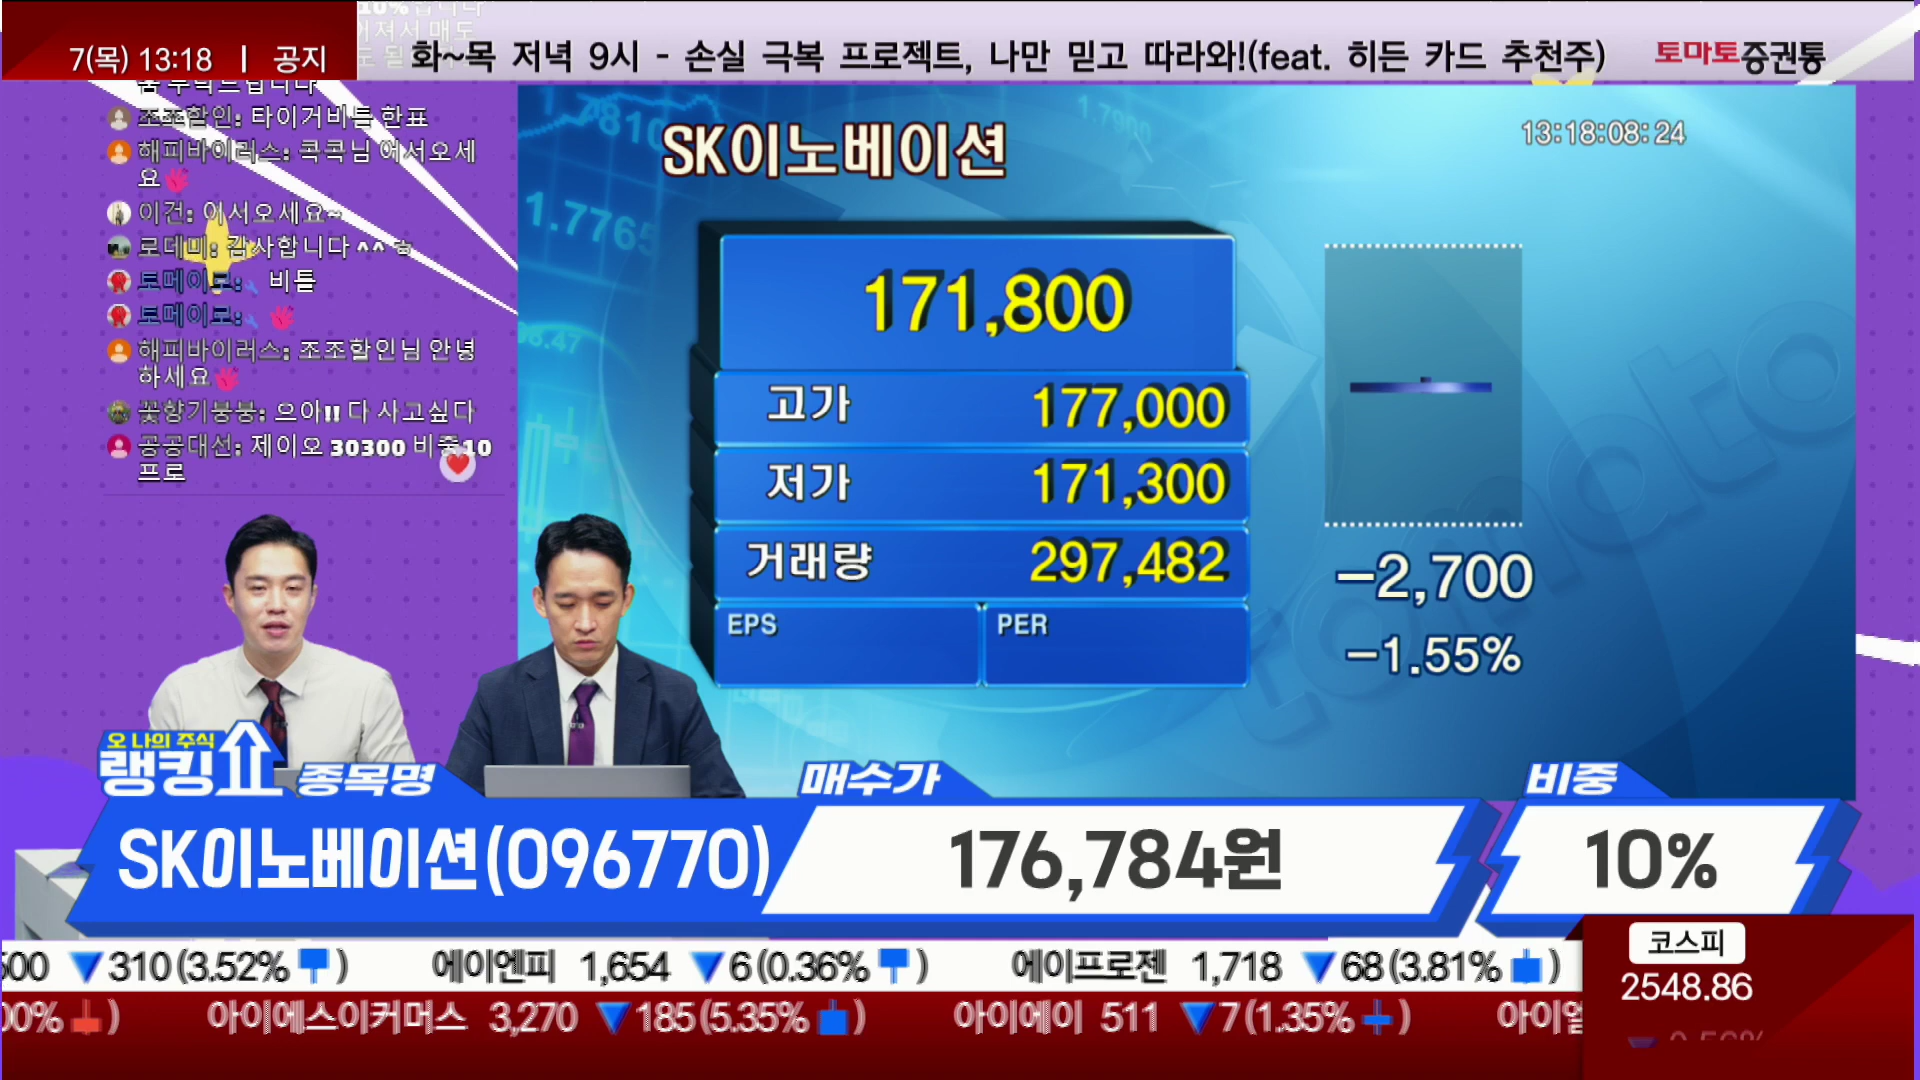 7(목) 13:18 | 공지
화~목 저녁 9시 - 손실 극복 프로젝트, 나만 믿고 따라와!(feat. 히든 카드 추천주)
토마토증권통
조조할인: 타이거비틀 한표
해피바이러스: 콕콕님 어서오세
요
이건: 어서오세요~
로데미: 감사합니다 ^^ ㅎ
토메이로: 비틀
토메이로:
해피바이러스: 조조할인님 안녕
하세요
꽃향기붕붕: 으아!! 다 사고싶다
공공대선: 제이오 30300 비중10
프로
SK이노베이션
13:18:08:24
171,800
고가 177,000
저가 171,300
거래량 297,482
EPS PER
-2,700
-1.55%
1.7765
tomato
오 나의 주식
랭킹쇼
종목명 매수가 비중
SK이노베이션(096770) 176,784원 10%
▼310(3.52% )
에이엔피 1,654 ▼6(0.36% )
에이프로젠 1,718 ▼68(3.81% )
아이에스이커머스 3,270 ▼185(5.35% )
아이에이 511 ▼7(1.35% )
코스피
2548.86